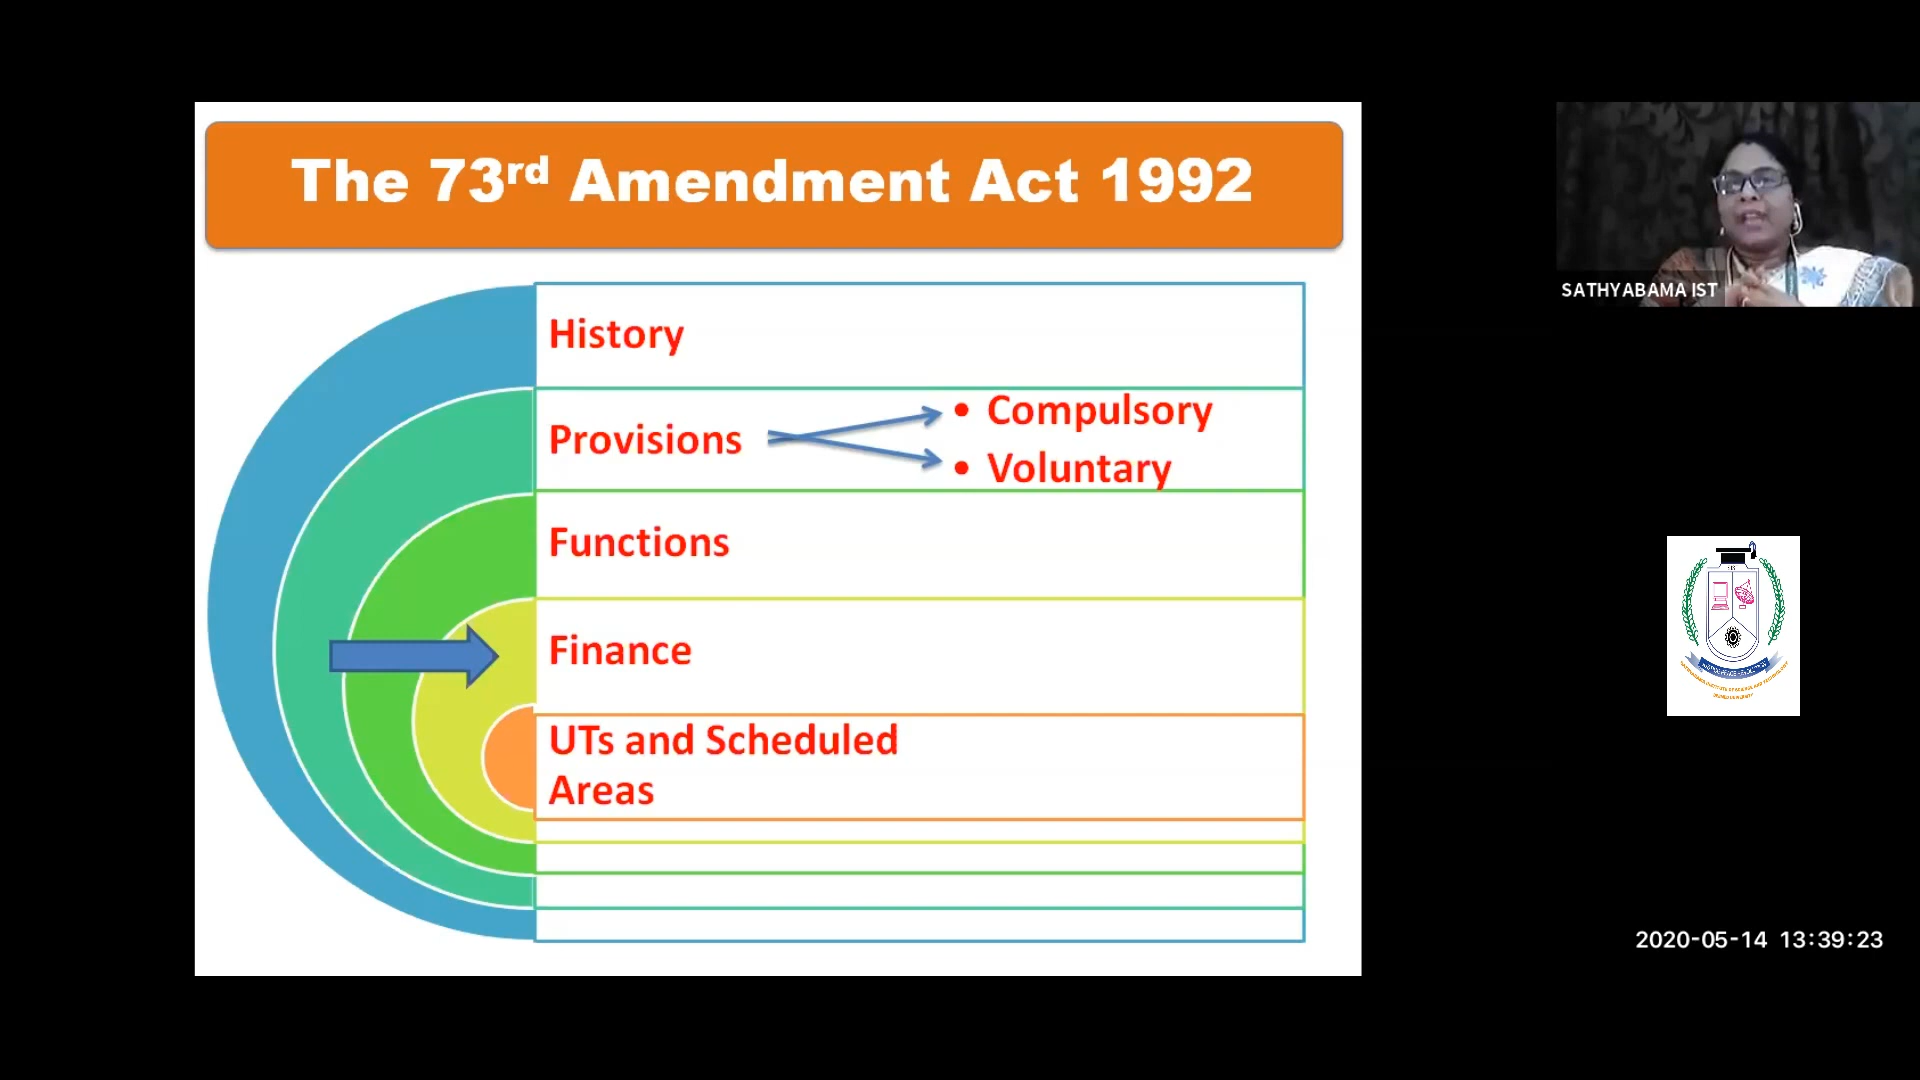 The 73rd Amendment Act 1992
History
Provisions
• Compulsory
• Voluntary
Functions
Finance
UTs and Scheduled
Areas
SATHYABAMA IST
2020-05-14 13:39:23